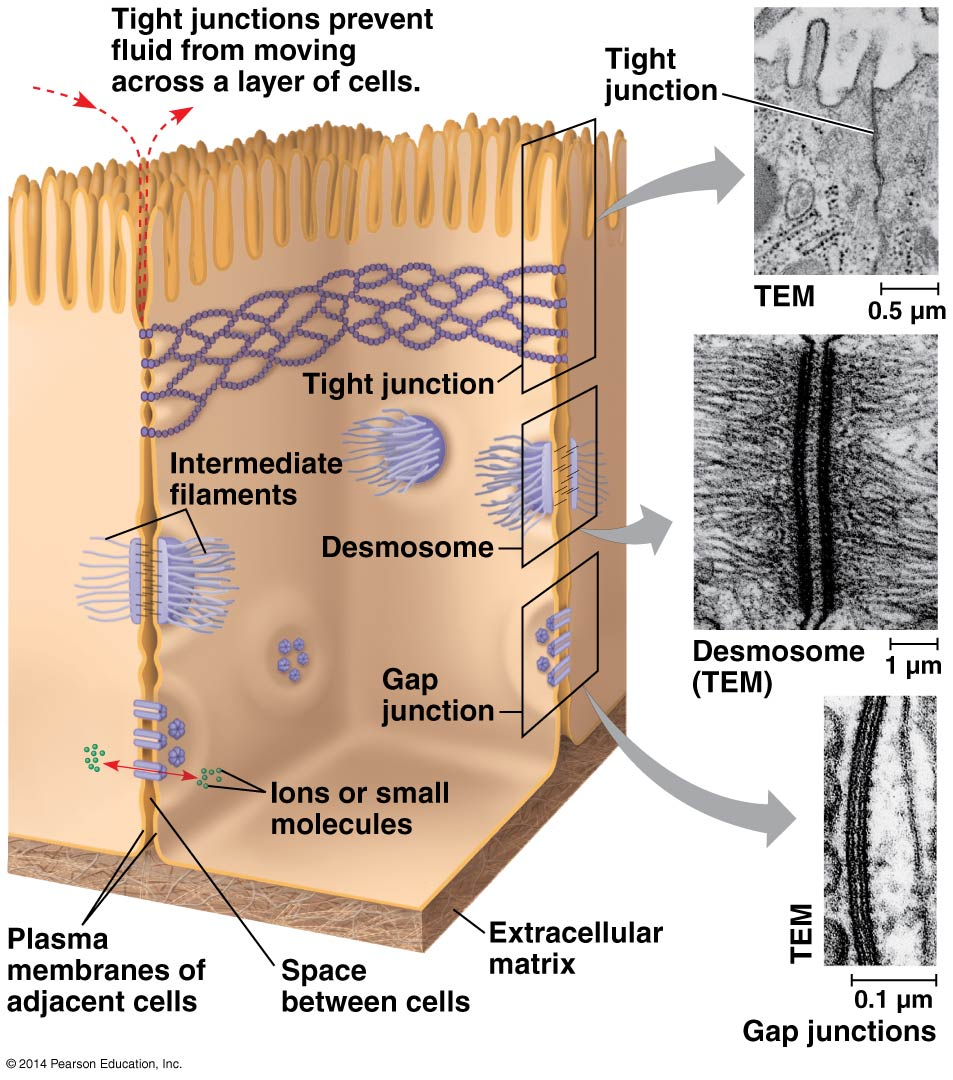 Tight junctions prevent
fluid from moving
across a layer of cells.
Tight
junction
TEM
0.5 µm
Tight junction
Intermediate
filaments
Desmosome
Desmosome
(TEM)
1 µm
Gap
junction
Ions or small
molecules
Plasma
membranes of
adjacent cells
Space
between cells
Extracellular
matrix
TEM
0.1 µm
Gap junctions
© 2014 Pearson Education, Inc.